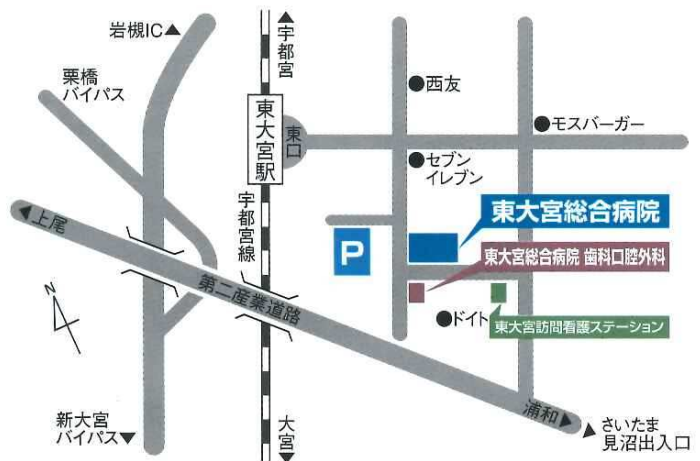 岩槻IC▲
▲宇都宮
栗橋
バイパス
●西友
●モスバーガー
東大宮駅
東口
●セブン
イレブン
宇都宮線
◀上尾
東大宮総合病院
P
東大宮総合病院 歯科口腔外科
第二産業道路
N
●ドイト
東大宮訪問看護ステーション
新大宮
バイパス▼
大宮▼
浦和▶
▲さいたま
見沼出入口